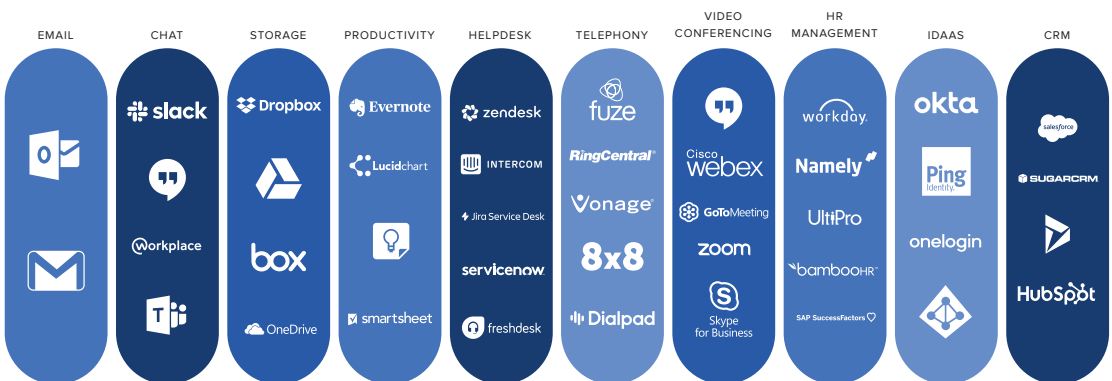 EMAIL
CHAT
STORAGE
PRODUCTIVITY
HELPDESK
TELEPHONY
VIDEO
CONFERENCING
HR
MANAGEMENT
IDAAS
CRM
O
slack
Workplace
T
Dropbox
box
OneDrive
Evernote
Lucidchart
smartsheet
zendesk
INTERCOM
Jira Service Desk
servicenow
freshdesk
fuze
RingCentral®
Vonage®
8x8
Dialpad
Cisco
webex
GoToMeeting
zoom
S
Skype
for Business
workday.
Namely
UltiPro
bambooHR™
SAP SuccessFactors
okta
Ping
Identity.
onelogin
salesforce
SUGARCRM
HubSpot